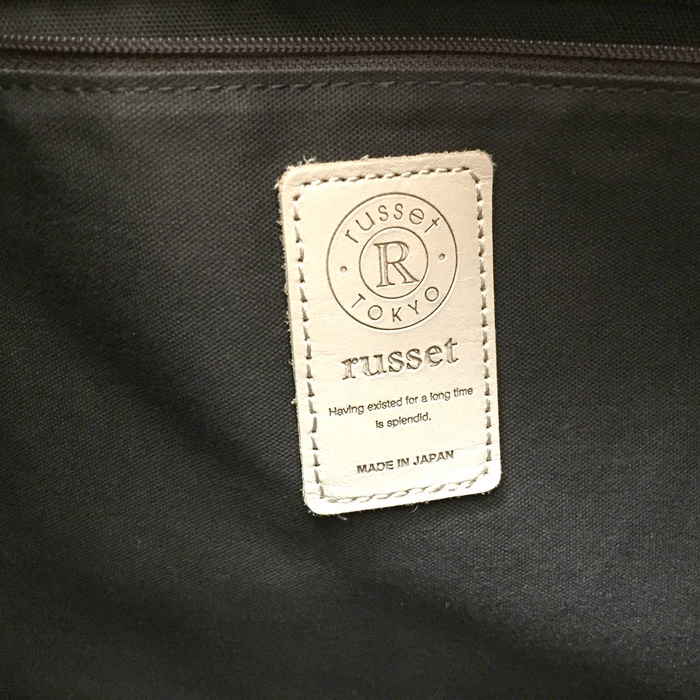 russet
R
TOKYO
russet
Having existed for a long time
is splendid.
MADE IN JAPAN